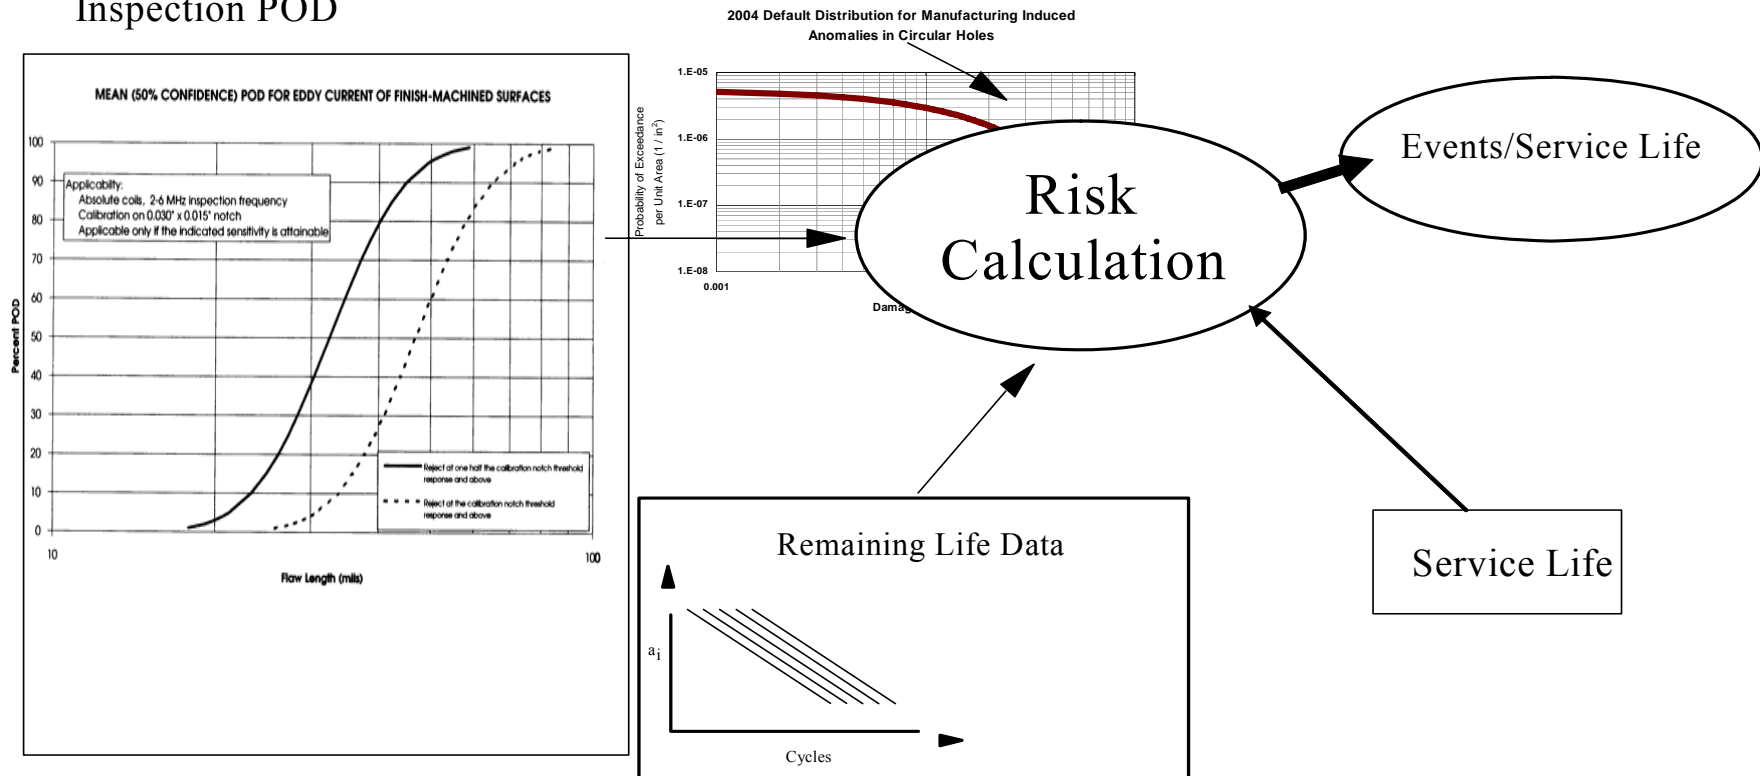 Inspection POD
MEAN (50% CONFIDENCE) POD FOR EDDY CURRENT OF FINISH-MACHINED SURFACES
Percent POD
100
90
80
70
60
50
40
30
20
10
0
Applicabilty:
Absolute coils, 2-6 MHz inspection frequency
Calibration on 0.030" x 0.015" notch
Applicable only if the indicated sensitivity is attainable
Reject at one half the calibration notch threshold
response and above
Reject at the calibration notch threshold
response and above
10
100
Flaw Length (mils)
2004 Default Distribution for Manufacturing Induced
Anomalies in Circular Holes
Probability of Exceedance
per Unit Area (1 / in²)
1.E-05
1.E-06
1.E-07
1.E-08
0.001
Risk
Calculation
Events/Service Life
Remaining Life Data
ai
Cycles
Service Life